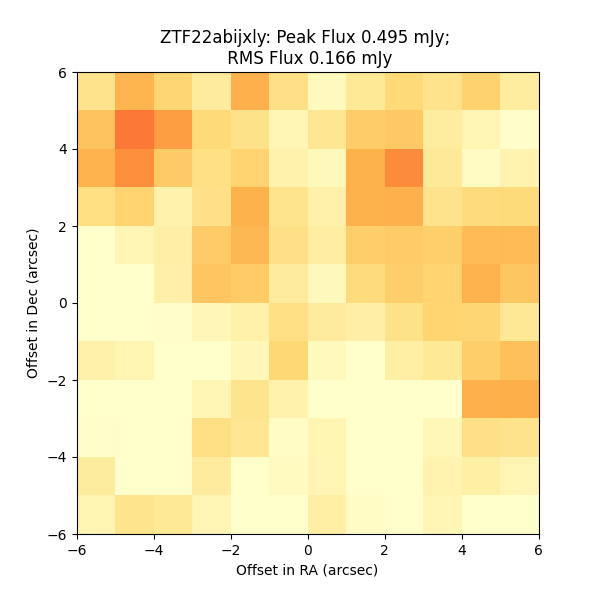 ZTF22abijxly: Peak Flux 0.495 mJy;
RMS Flux 0.166 mJy
6
4
2
0
−2
−4
−6
Offset in Dec (arcsec)
−6 −4 −2 0 2 4 6
Offset in RA (arcsec)